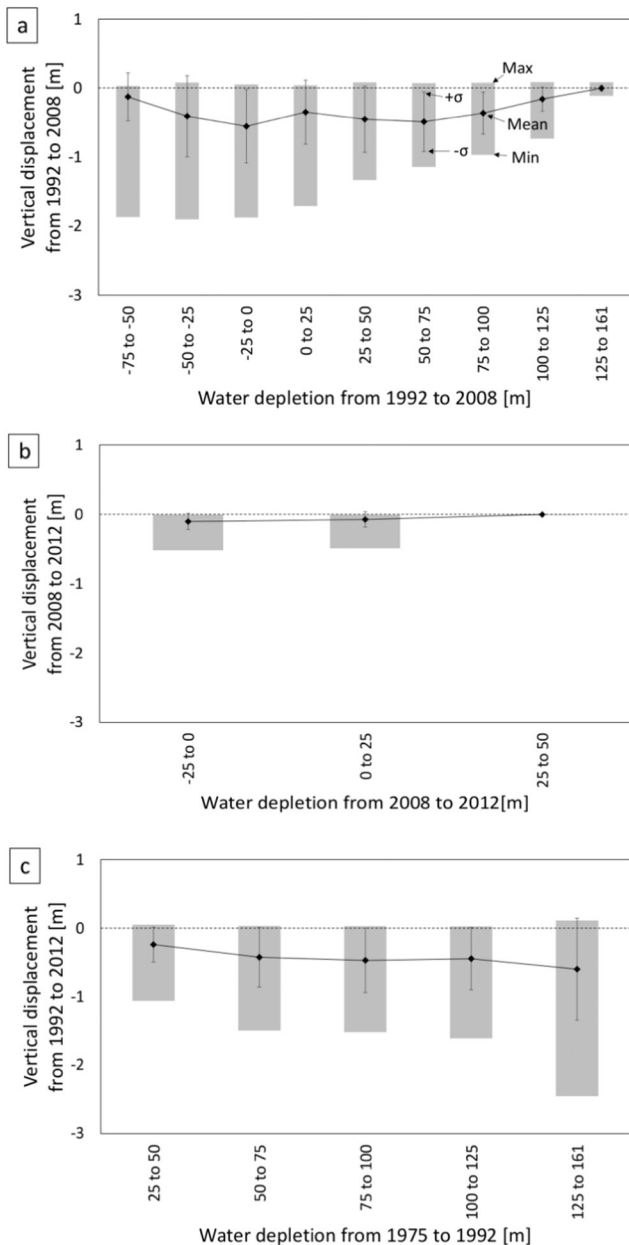 a
Vertical displacement
from 1992 to 2008 [m]
1
0
-1
-2
-3
Max
+σ
Mean
-σ
Min
-75 to -50
-50 to -25
-25 to 0
0 to 25
25 to 50
50 to 75
75 to 100
100 to 125
125 to 161
Water depletion from 1992 to 2008 [m]
b
Vertical displacement
from 2008 to 2012 [m]
1
0
-1
-2
-3
-25 to 0
0 to 25
25 to 50
Water depletion from 2008 to 2012[m]
c
Vertical displacement
from 1992 to 2012 [m]
1
0
-1
-2
-3
25 to 50
50 to 75
75 to 100
100 to 125
125 to 161
Water depletion from 1975 to 1992 [m]